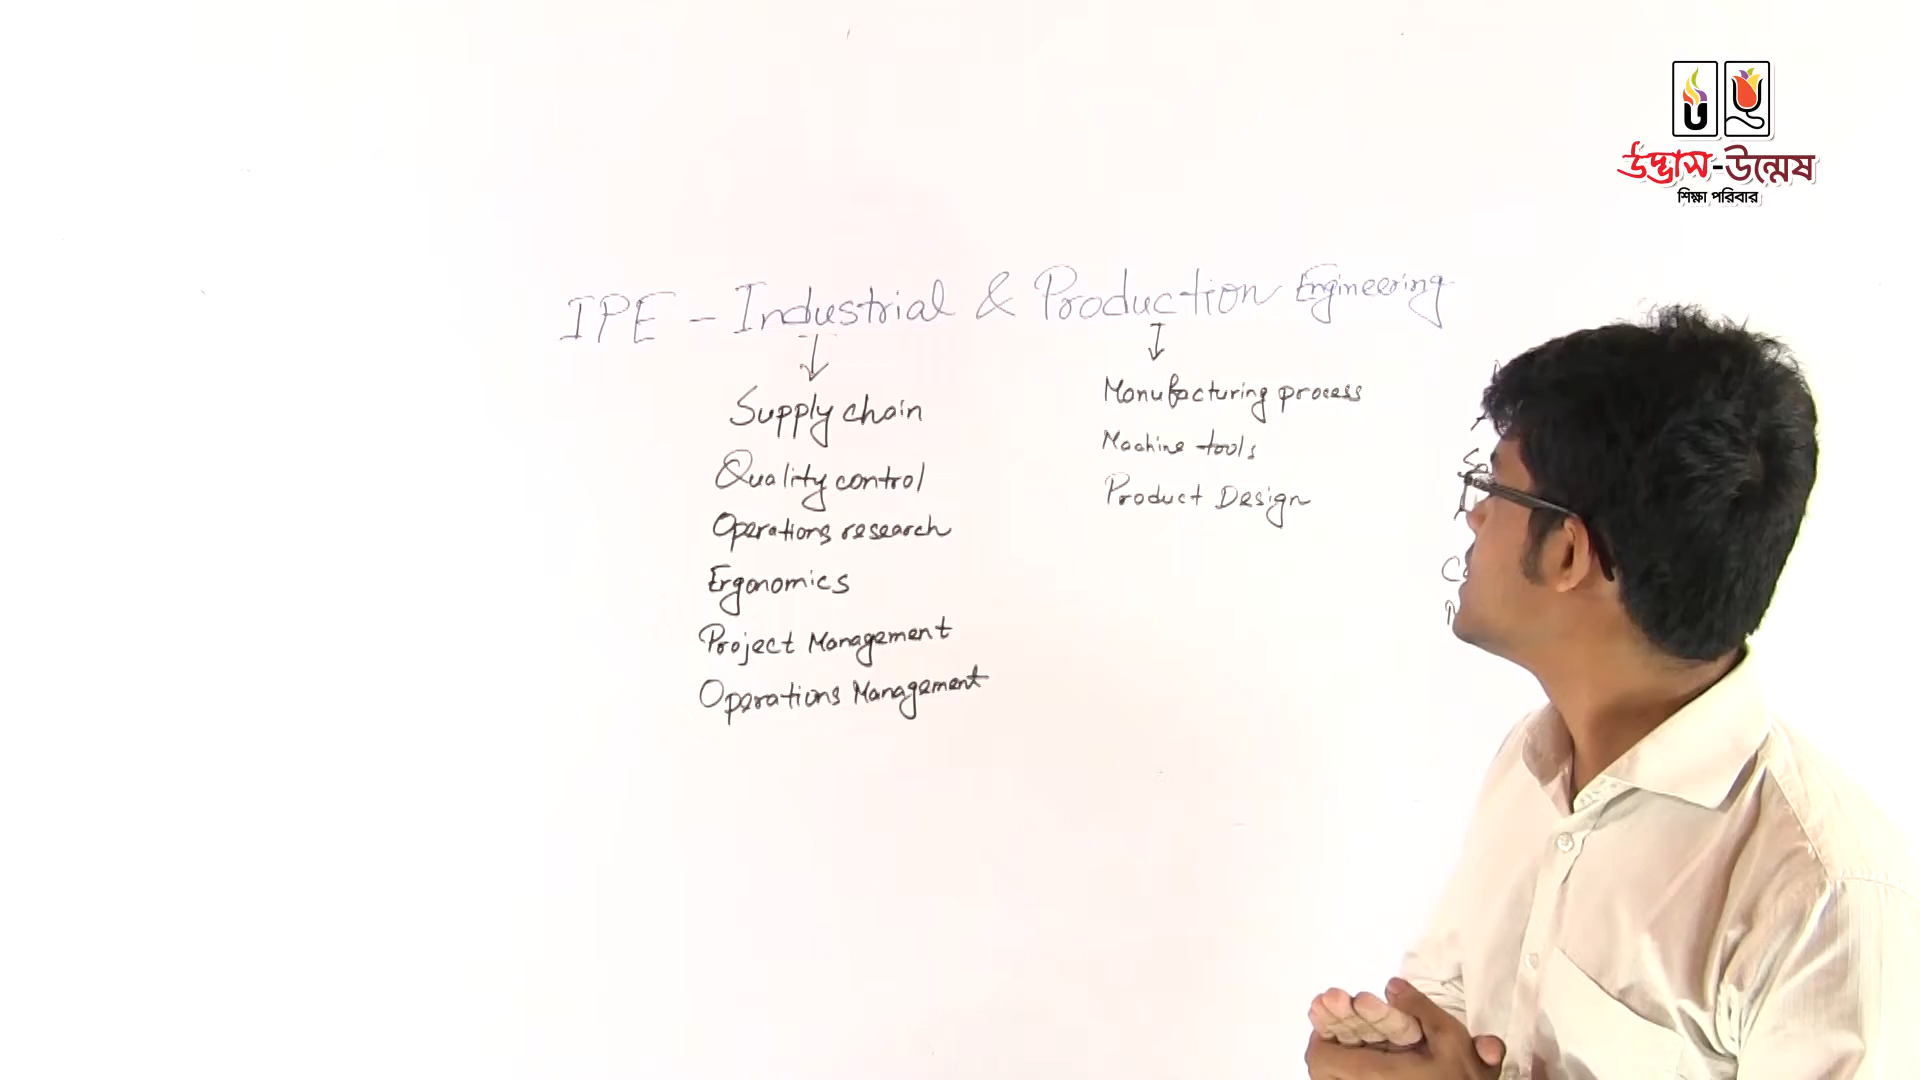 উদ্ভাস-উন্মেষ
শিক্ষা পরিবার
IPE - Industrial & Production Engineering
Supply chain
Quality control
Operations research
Ergonomics
Project Management
Operations Management
Manufacturing process
Machine tools
Product Design